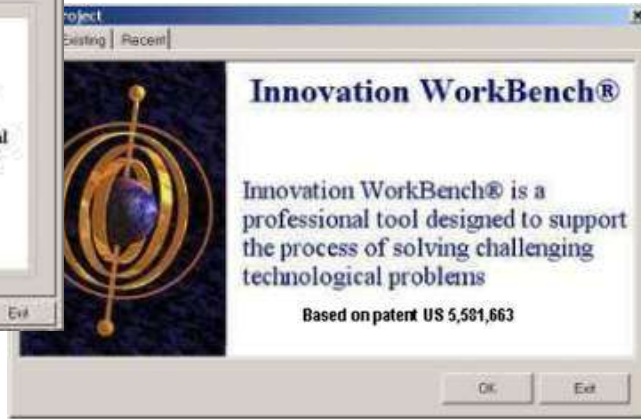 roject
Existing Recent
Innovation WorkBench®
Innovation WorkBench® is a
professional tool designed to support
the process of solving challenging
technological problems
Based on patent US 5,581,663
Exit
OK Exit